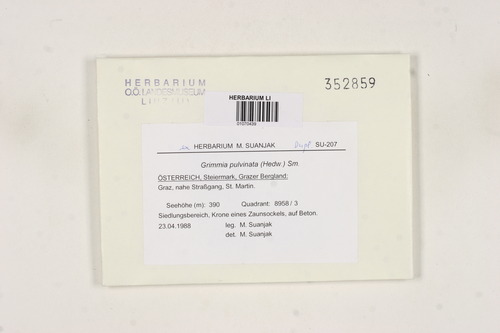 HERBARIUM
O.Ö. LANDESMUSEUM
352859
HERBARIUM LI
ex HERBARIUM M. SUANJAK Dupl. SU-207
Grimmia pulvinata (Hedw.) Sm.
ÖSTERREICH, Steiermark, Grazer Bergland:
Graz, nahe Straßgang, St. Martin.
Seehöhe (m): 390 Quadrant: 8958 / 3
Siedlungsbereich, Krone eines Zaunsockels, auf Beton.
23.04.1988 leg. M. Suanjak
det. M. Suanjak